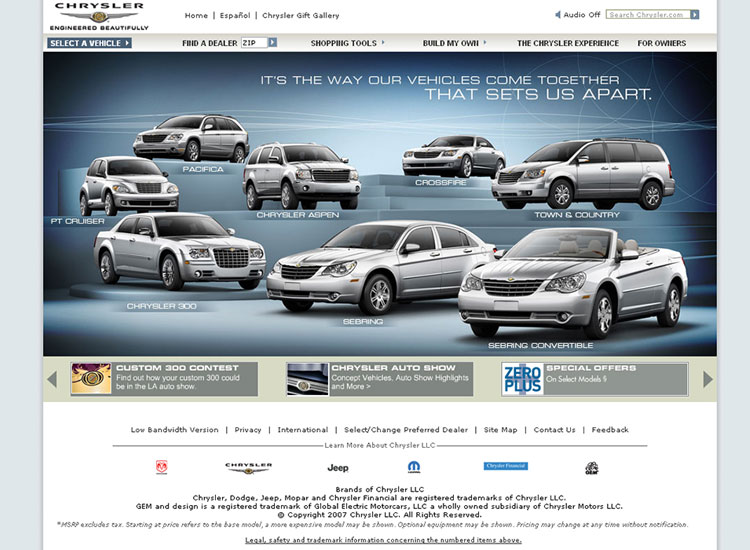 CHRYSLER
ENGINEERED BEAUTIFULLY
Home | Español | Chrysler Gift Gallery
Audio Off
Search Chrysler.com
SELECT A VEHICLE
FIND A DEALER ZIP
SHOPPING TOOLS
BUILD MY OWN
THE CHRYSLER EXPERIENCE
FOR OWNERS
IT'S THE WAY OUR VEHICLES COME TOGETHER
THAT SETS US APART.
PACIFICA
CROSSFIRE
PT CRUISER
CHRYSLER ASPEN
TOWN & COUNTRY
CHRYSLER 300
SEBRING
SEBRING CONVERTIBLE
CUSTOM 300 CONTEST
Find out how your custom 300 could
be in the LA auto show.
CHRYSLER AUTO SHOW
Concept Vehicles, Auto Show Highlights
and More >
ZERO
PLUS
SPECIAL OFFERS
On Select Models §
Low Bandwidth Version | Privacy | International | Select/Change Preferred Dealer | Site Map | Contact Us | Feedback
Learn More About Chrysler LLC
CHRYSLER
Jeep
Chrysler Financial
GEM
Brands of Chrysler LLC
Chrysler, Dodge, Jeep, Mopar and Chrysler Financial are registered trademarks of Chrysler LLC.
GEM and design is a registered trademark of Global Electric Motorcars, LLC a wholly owned subsidiary of Chrysler Motors LLC.
© Copyright 2007 Chrysler LLC. All Rights Reserved.
*MSRP excludes tax. Starting at price refers to the base model, a more expensive model may be shown. Optional equipment may be shown. Pricing may change at any time without notification.
Legal, safety and trademark information concerning the numbered items above.